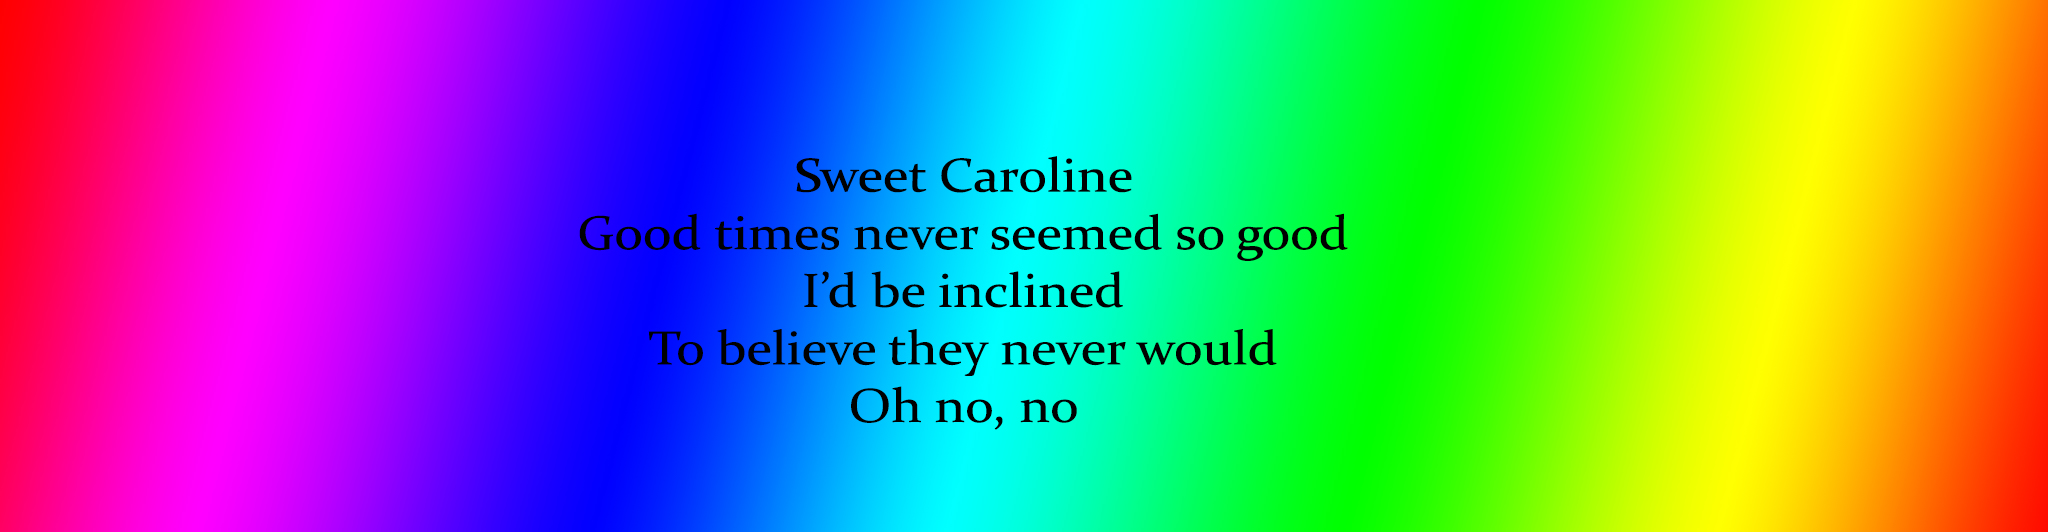 Sweet Caroline
Good times never seemed so good
I’d be inclined
To believe they never would
Oh no, no